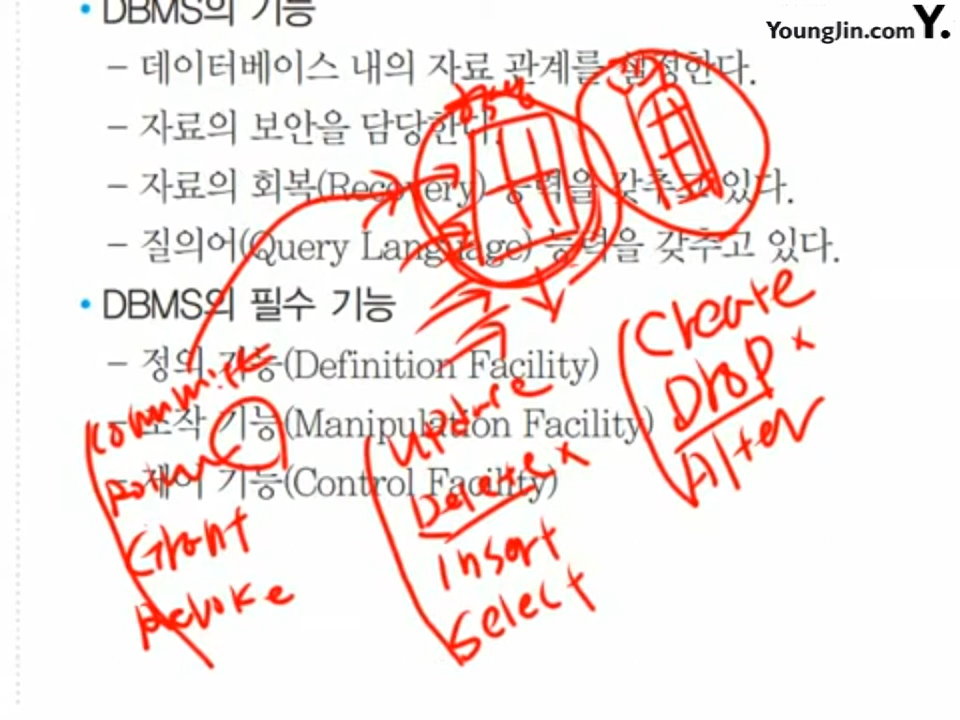 YoungJin.com Y.
• DBMS의 기능
– 데이터베이스 내의 자료 관계를 설정한다.
– 자료의 보안을 담당한다.
– 자료의 회복(Recovery) 능력을 갖추고 있다.
– 질의어(Query Language) 능력을 갖추고 있다.
• DBMS의 필수 기능
– 정의 기능(Definition Facility)
– 조작 기능(Manipulation Facility)
– 제어 기능(Control Facility)
Create
Drop x
Alter
Delete x
Insert
Select
Commit
Grant
Revoke